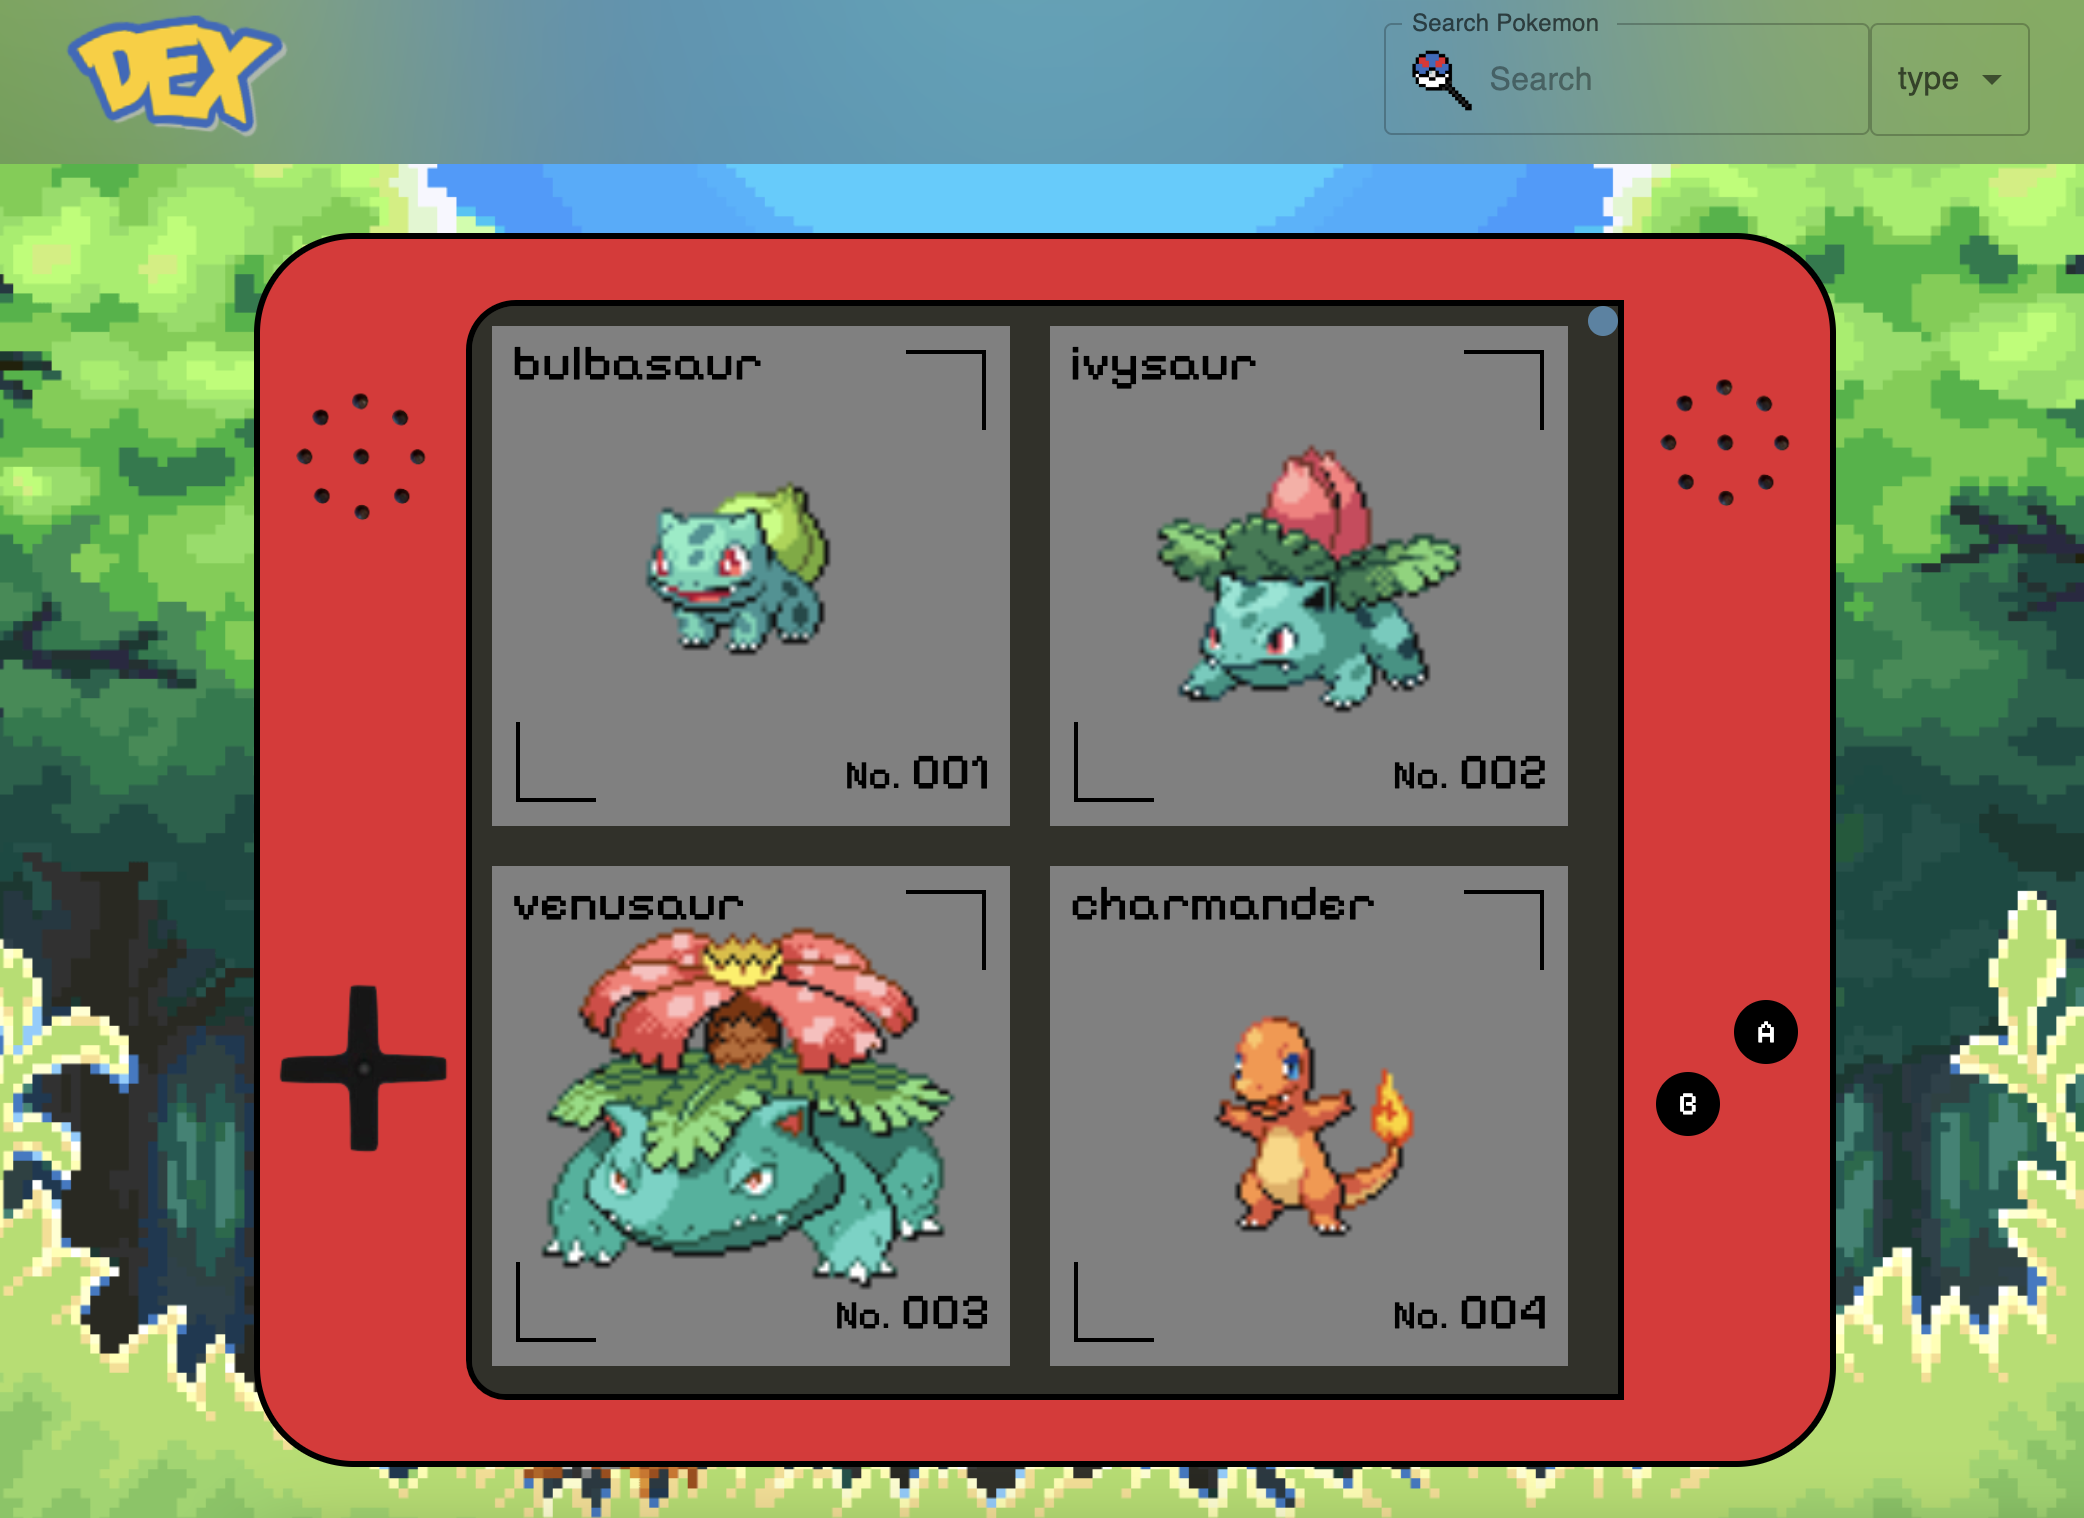 DEX
Search Pokemon
Search
type
bulbasaur
No. 001
ivysaur
No. 002
venusaur
No. 003
charmander
No. 004
A
B